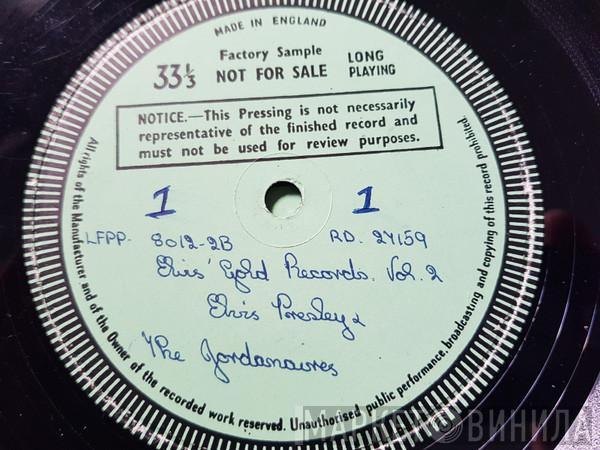 MADE IN ENGLAND
Factory Sample
33⅓ NOT FOR SALE LONG PLAYING
NOTICE.—This Pressing is not necessarily
representative of the finished record and
must not be used for review purposes.
1 1
LFPP- 8012-2B RD. 27159
Elvis' Gold Records. Vol. 2
Elvis Presley &
The Jordanaires
All rights of the Manufacturer and of the Owner of the recorded work reserved. Unauthorised public performance, broadcasting and copying of this record prohibited.
МАРКЕТ ВИНИЛА